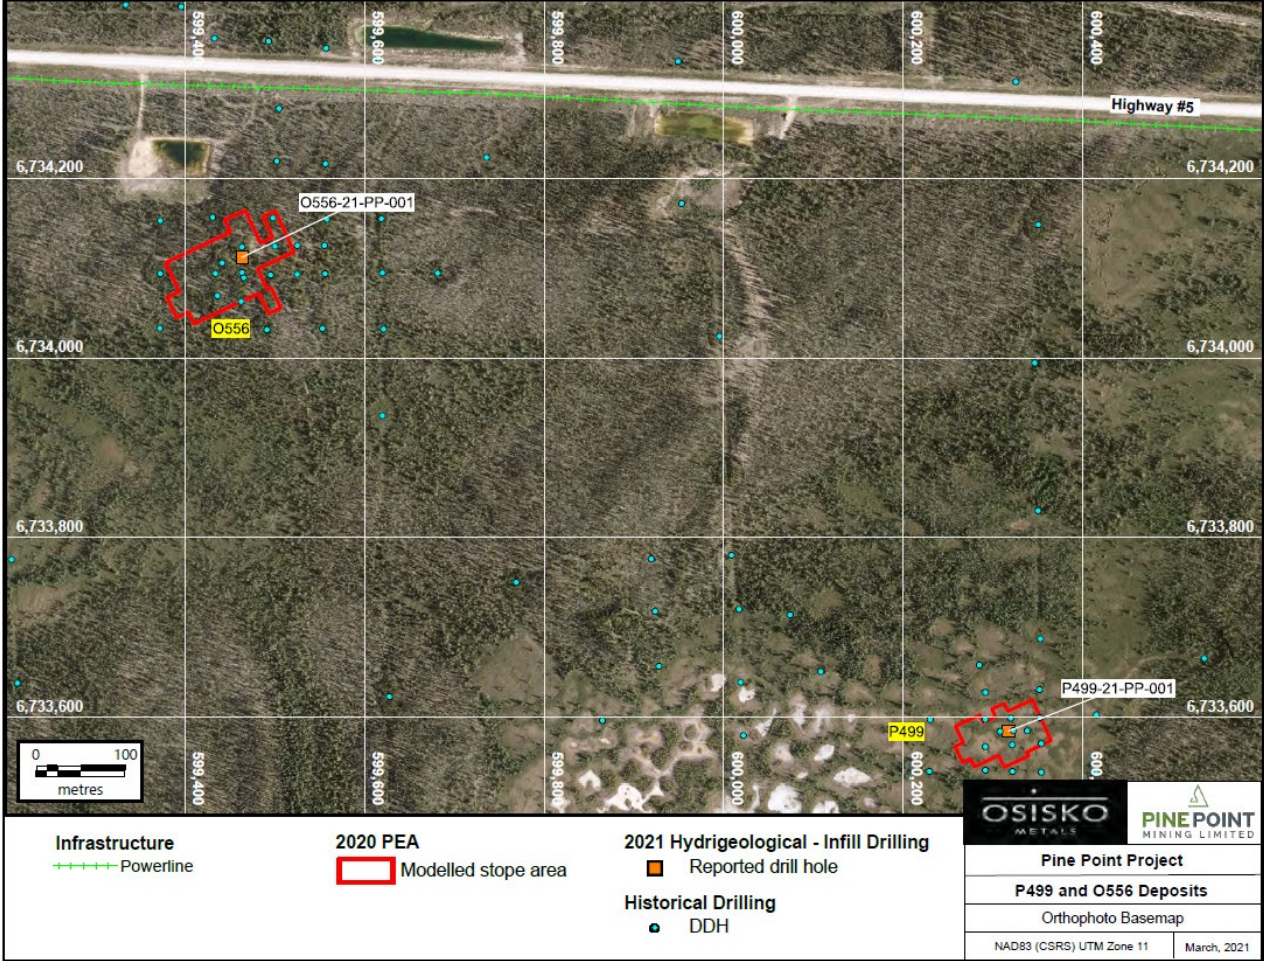 599,400
599,600
599,800
600,000
600,200
600,400
Highway #5
6,734,200
6,734,200
O556-21-PP-001
O556
6,734,000
6,734,000
6,733,800
6,733,800
P499-21-PP-001
6,733,600
6,733,600
P499
0 100
metres
599,400
599,600
599,800
600,000
600,200
600,
OSISKO
METALS
PINE POINT
MINING LIMITED
Infrastructure
Powerline
2020 PEA
Modelled stope area
2021 Hydrigeological - Infill Drilling
Reported drill hole
Historical Drilling
DDH
Pine Point Project
P499 and O556 Deposits
Orthophoto Basemap
NAD83 (CSRS) UTM Zone 11
March, 2021